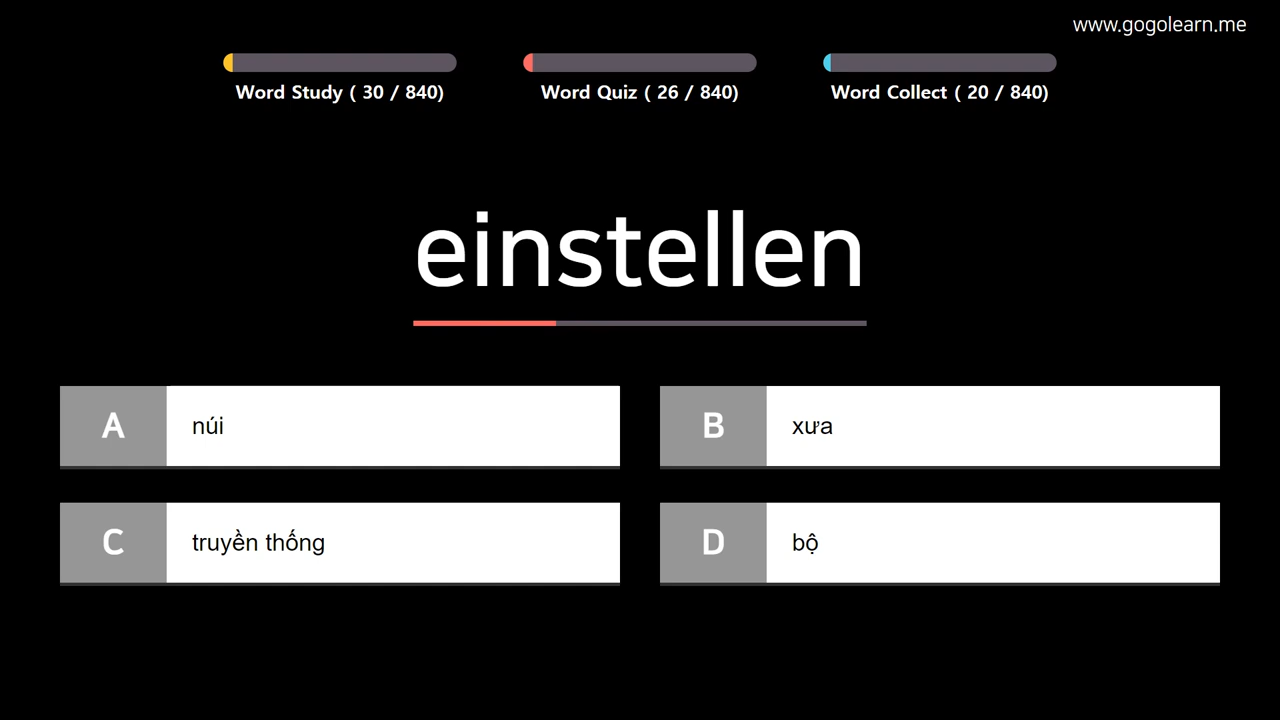 www.gogolearn.me
Word Study ( 30 / 840)
Word Quiz ( 26 / 840)
Word Collect ( 20 / 840)
einstellen
A núi
B xưa
C truyền thống
D bộ